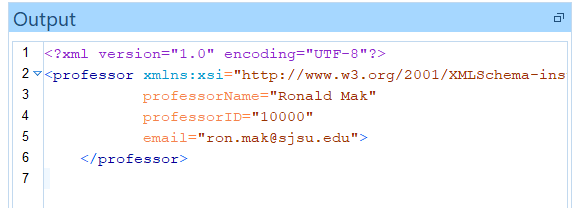 Output
1 <?xml version="1.0" encoding="UTF-8"?>
2 <professor xmlns:xsi="http://www.w3.org/2001/XMLSchema-ins
3 professorName="Ronald Mak"
4 professorID="10000"
5 email="ron.mak@sjsu.edu">
6 </professor>
7